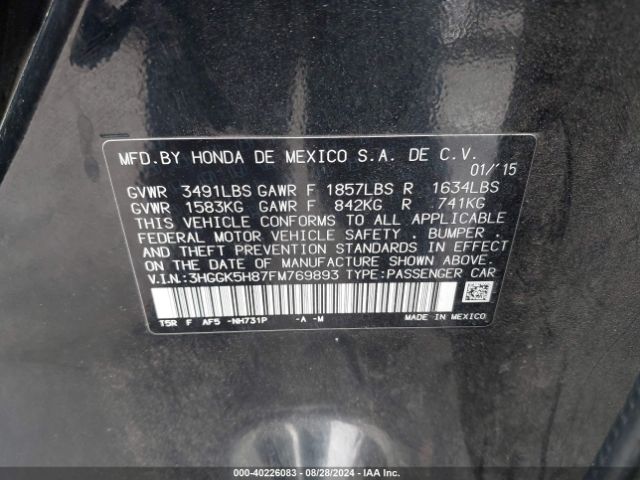 MFD.BY HONDA DE MEXICO S.A. DE C.V.
01/'15
GVWR 3491LBS GAWR F 1857LBS R 1634LBS
GVWR 1583KG GAWR F 842KG R 741KG
THIS VEHICLE CONFORMS TO ALL APPLICABLE
FEDERAL MOTOR VEHICLE SAFETY . BUMPER .
AND THEFT PREVENTION STANDARDS IN EFFECT
ON THE DATE OF MANUFACTURE SHOWN ABOVE.
V.I.N.:3HGGK5H87FM769893 TYPE:PASSENGER CAR
T5R F AF5 -NH731P -A -M MADE IN MEXICO
000-40226083 - 08/28/2024 - IAA Inc.